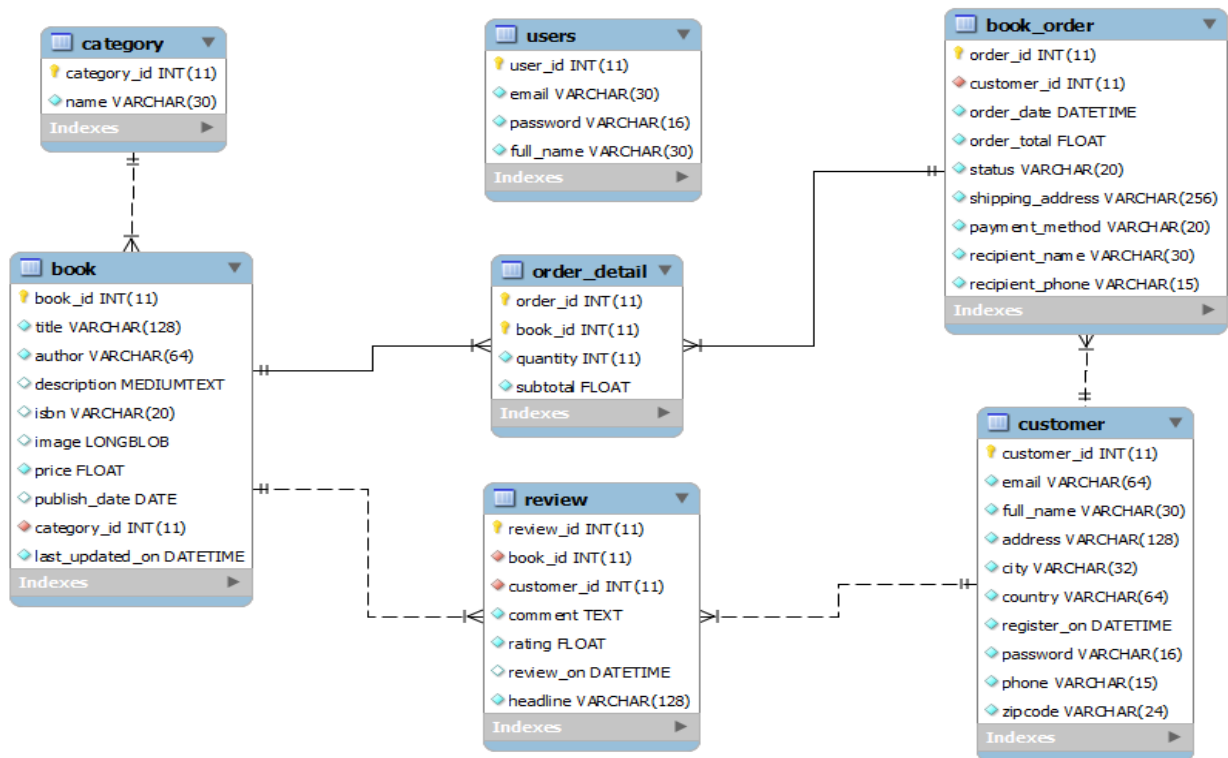 category
category_id INT(11)
name VARCHAR(30)
Indexes
users
user_id INT(11)
email VARCHAR(30)
password VARCHAR(16)
full_name VARCHAR(30)
Indexes
book_order
order_id INT(11)
customer_id INT(11)
order_date DATETIME
order_total FLOAT
status VARCHAR(20)
shipping_address VARCHAR(256)
payment_method VARCHAR(20)
recipient_name VARCHAR(30)
recipient_phone VARCHAR(15)
Indexes
book
book_id INT(11)
title VARCHAR(128)
author VARCHAR(64)
description MEDIUMTEXT
isbn VARCHAR(20)
image LONGBLOB
price FLOAT
publish_date DATE
category_id INT(11)
last_updated_on DATETIME
Indexes
order_detail
order_id INT(11)
book_id INT(11)
quantity INT(11)
subtotal FLOAT
Indexes
review
review_id INT(11)
book_id INT(11)
customer_id INT(11)
comment TEXT
rating FLOAT
review_on DATETIME
headline VARCHAR(128)
Indexes
customer
customer_id INT(11)
email VARCHAR(64)
full_name VARCHAR(30)
address VARCHAR(128)
city VARCHAR(32)
country VARCHAR(64)
register_on DATETIME
password VARCHAR(16)
phone VARCHAR(15)
zipcode VARCHAR(24)
Indexes